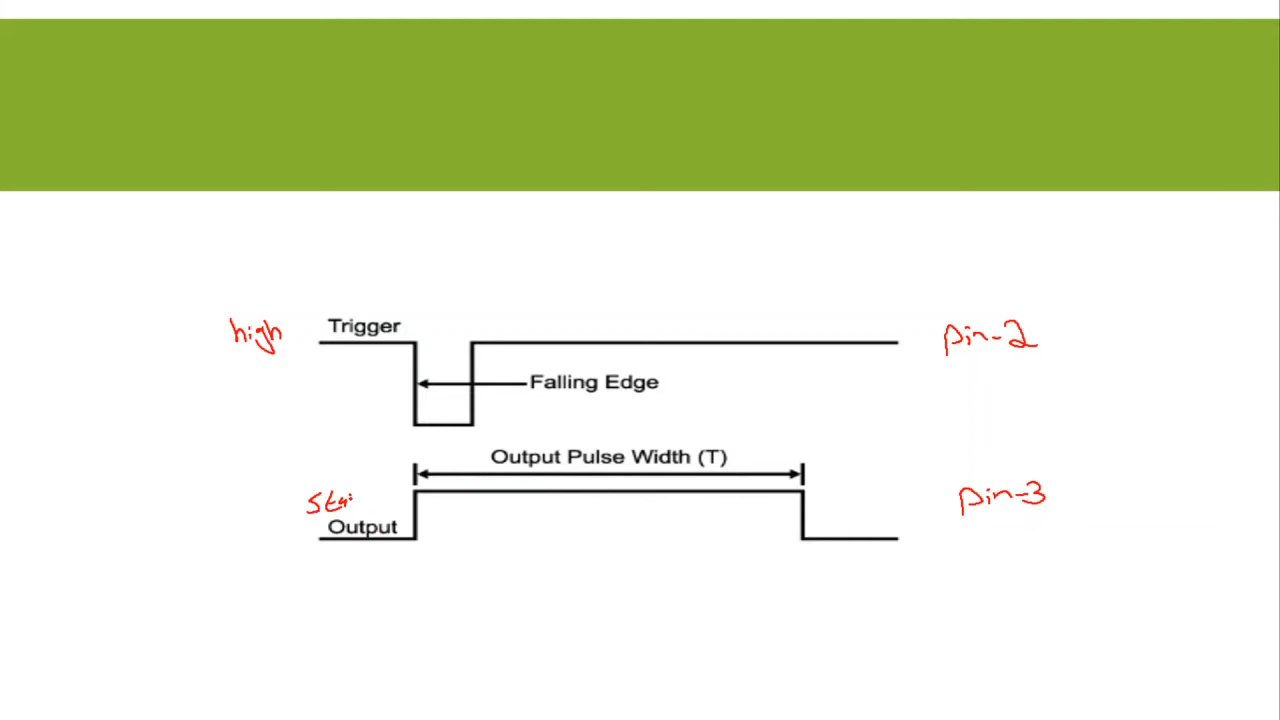 high Trigger pin-2
Falling Edge
Output Pulse Width (T)
pin-3
Output